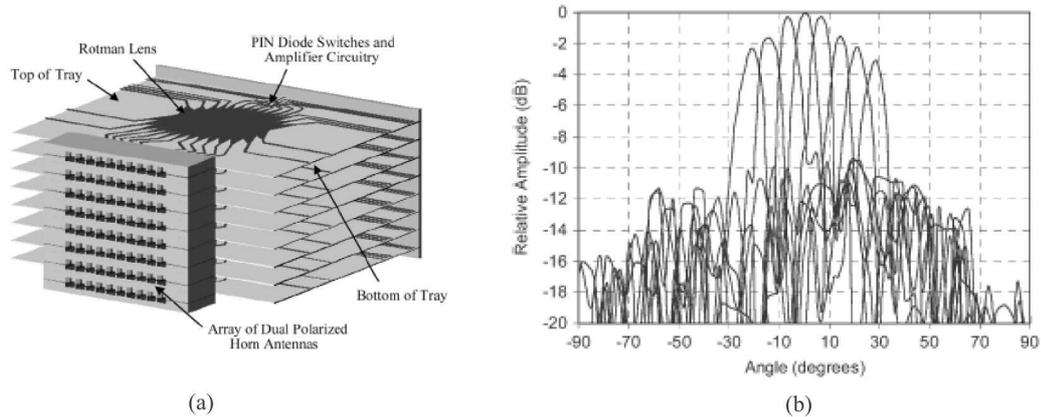 Rotman Lens
PIN Diode Switches and
Amplifier Circuitry
Top of Tray
Bottom of Tray
Array of Dual Polarized
Horn Antennas
(a)
Relative Amplitude (dB)
0
-2
-4
-6
-8
-10
-12
-14
-16
-18
-20
-90
-70
-50
-30
-10
10
30
50
70
90
Angle (degrees)
(b)